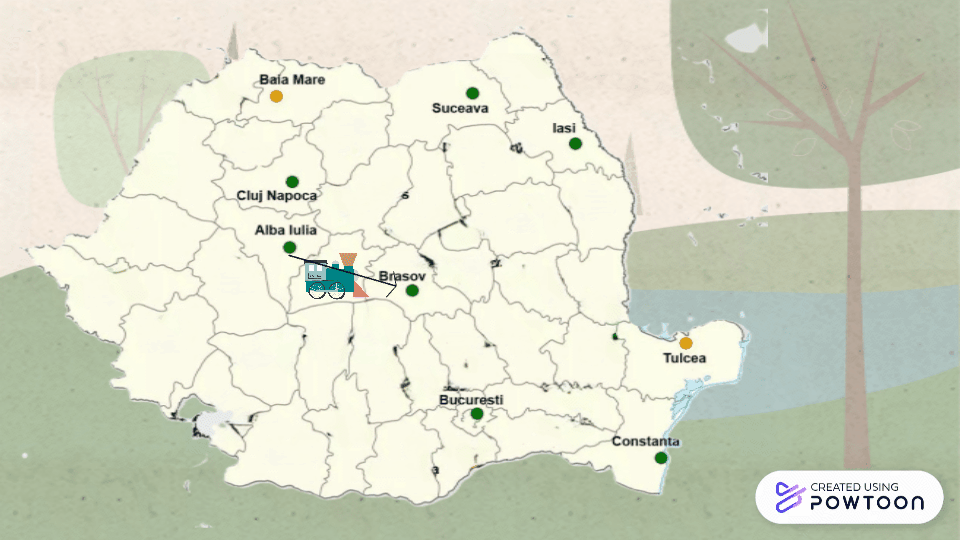 Baia Mare
Suceava
Iasi
Cluj Napoca
Alba Iulia
Brasov
Tulcea
Bucuresti
Constanta
CREATED USING
POWTOON